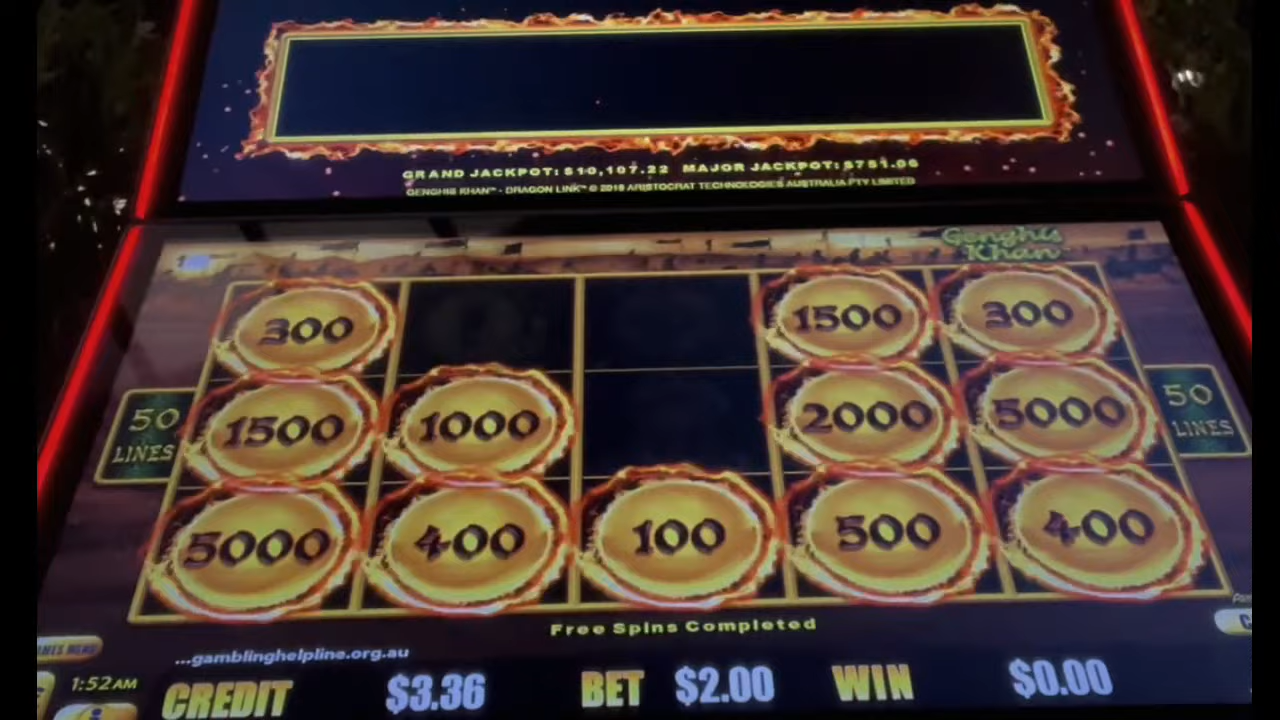 GRAND JACKPOT: $10,107.22 MAJOR JACKPOT: $751.06
GENGHIS KHAN™ - DRAGON LINK™ © 2016 ARISTOCRAT TECHNOLOGIES AUSTRALIA PTY LIMITED
Genghis
Khan
300 1500 300
50 LINES
1500 1000 2000 5000
50 LINES
5000 400 100 500 400
Free Spins Completed
...gamblinghelpline.org.au
1:52AM
CREDIT $3.36 BET $2.00 WIN $0.00